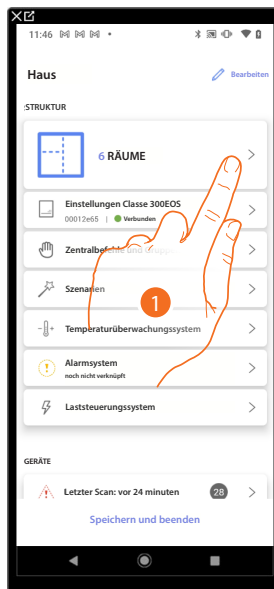 11:46
Haus
Bearbeiten
STRUKTUR
6 RÄUME
Einstellungen Classe 300EOS
00012e65 | Verbunden
Zentralbefehle und
Szenarien
1
Temperaturüberwachungssystem
Alarmsystem
noch nicht verknüpft
Laststeuerungssystem
GERÄTE
Letzter Scan: vor 24 minuten
28
Speichern und beenden